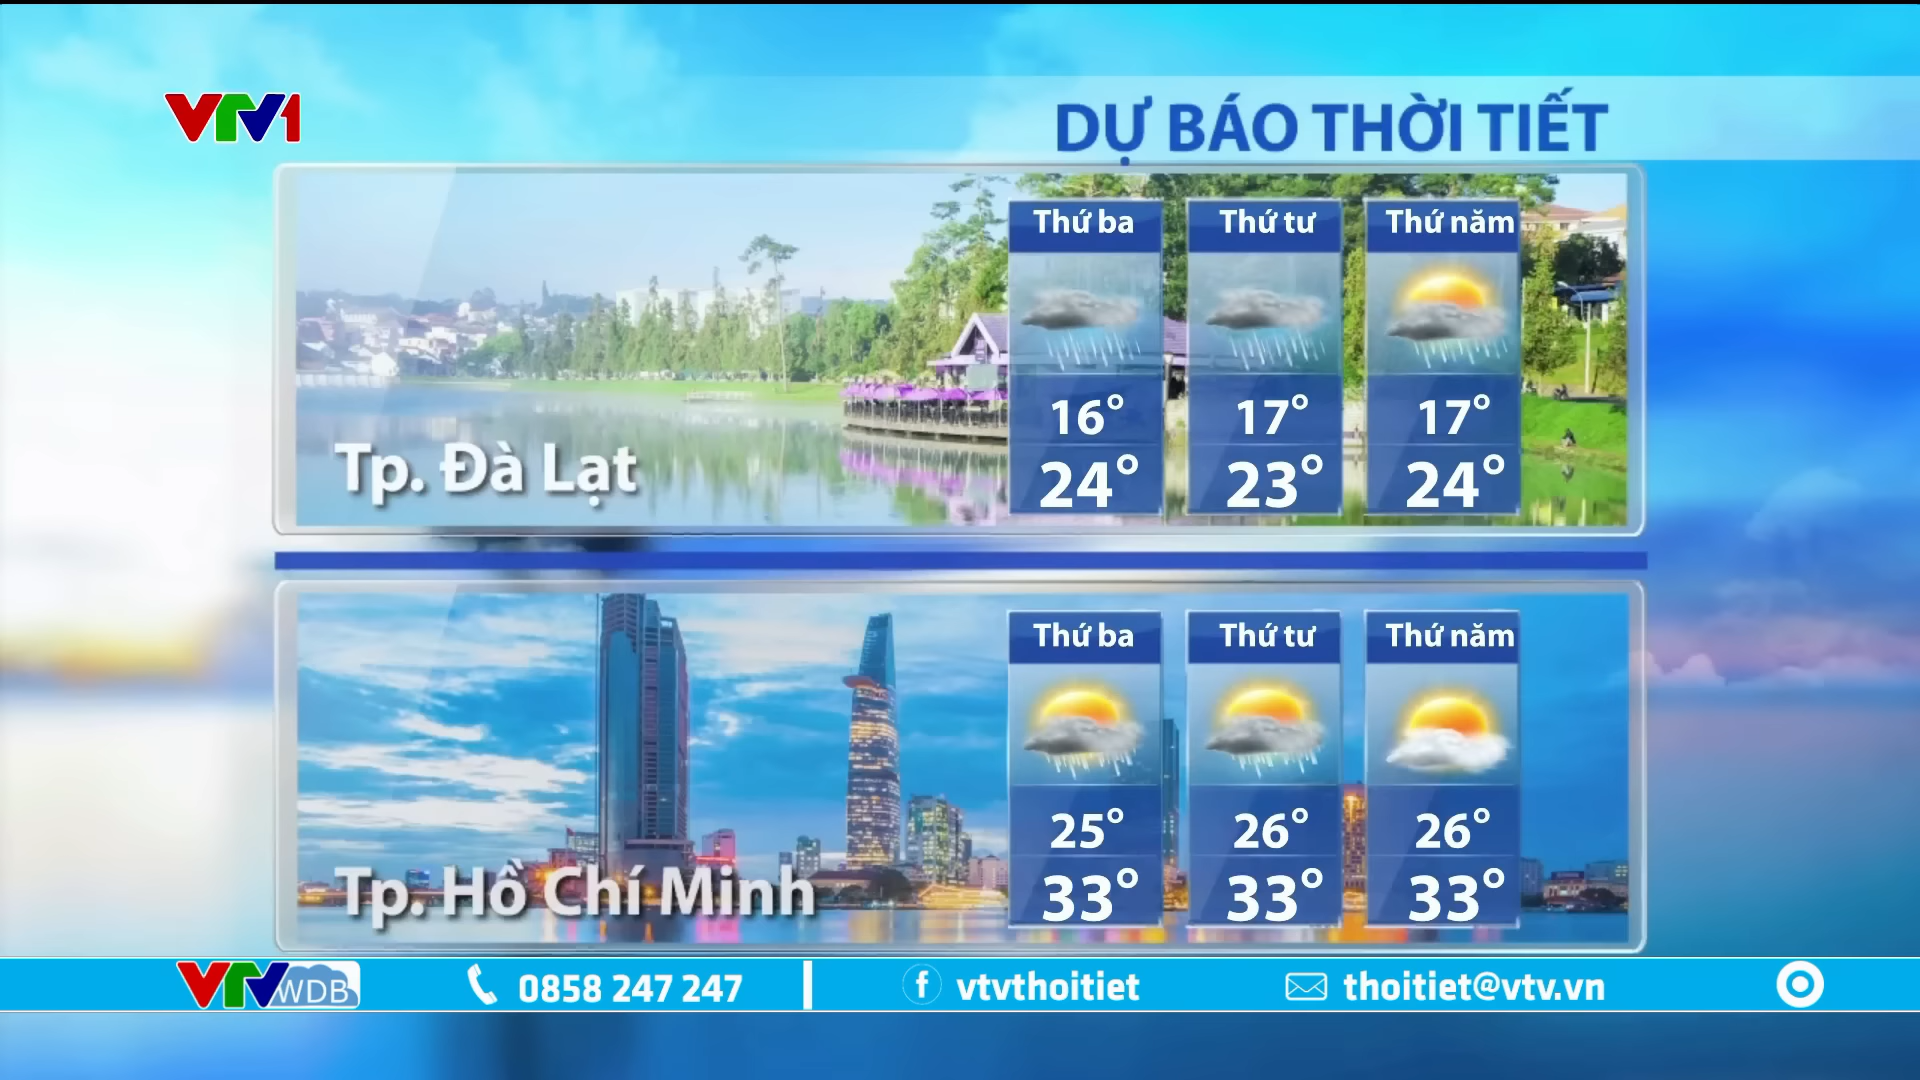 VTV1
DỰ BÁO THỜI TIẾT
Thứ ba Thứ tư Thứ năm
16° 17° 17°
24° 23° 24°
Tp. Đà Lạt
Thứ ba Thứ tư Thứ năm
25° 26° 26°
33° 33° 33°
Tp. Hồ Chí Minh
VTV WDB 0858 247 247 vtvthoitiet thoitiet@vtv.vn